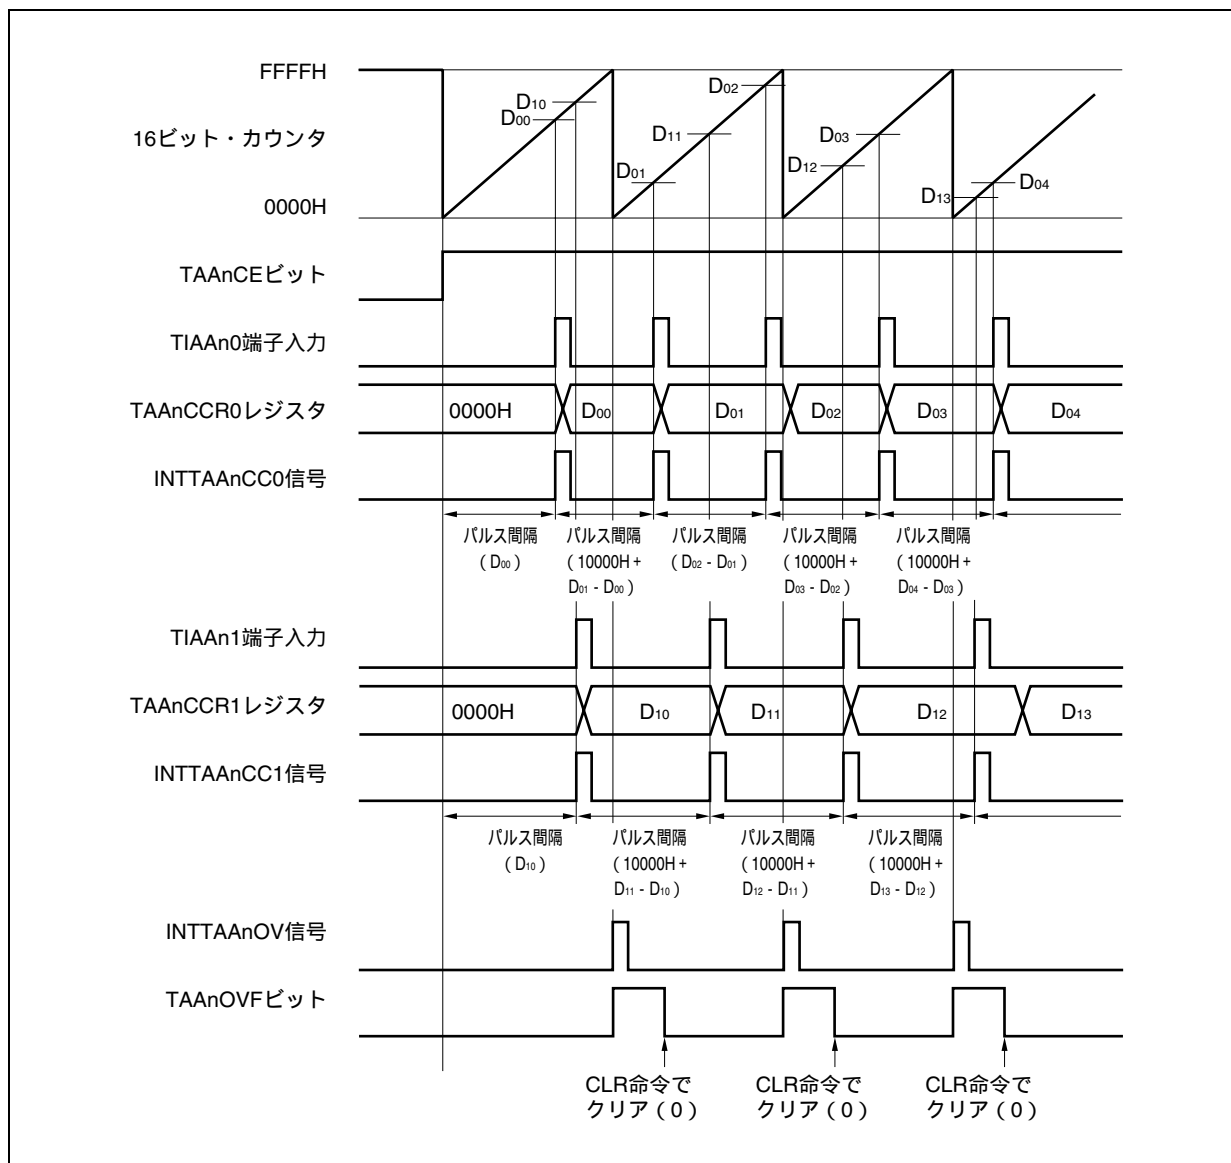 FFFFH
D10
D00
D02
16ビット・カウンタ
D11
D03
D01
D12
D13
D04
0000H
TAAnCEビット
TIAAn0端子入力
TAAnCCR0レジスタ
0000H
D00
D01
D02
D03
D04
INTTAAnCC0信号
パルス間隔
(D00)
パルス間隔
(10000H +
D01 - D00)
パルス間隔
(D02 - D01)
パルス間隔
(10000H +
D03 - D02)
パルス間隔
(10000H +
D04 - D03)
TIAAn1端子入力
TAAnCCR1レジスタ
0000H
D10
D11
D12
D13
INTTAAnCC1信号
パルス間隔
(D10)
パルス間隔
(10000H +
D11 - D10)
パルス間隔
(10000H +
D12 - D11)
パルス間隔
(10000H +
D13 - D12)
INTTAAnOV信号
TAAnOVFビット
CLR命令で
クリア(0)
CLR命令で
クリア(0)
CLR命令で
クリア(0)